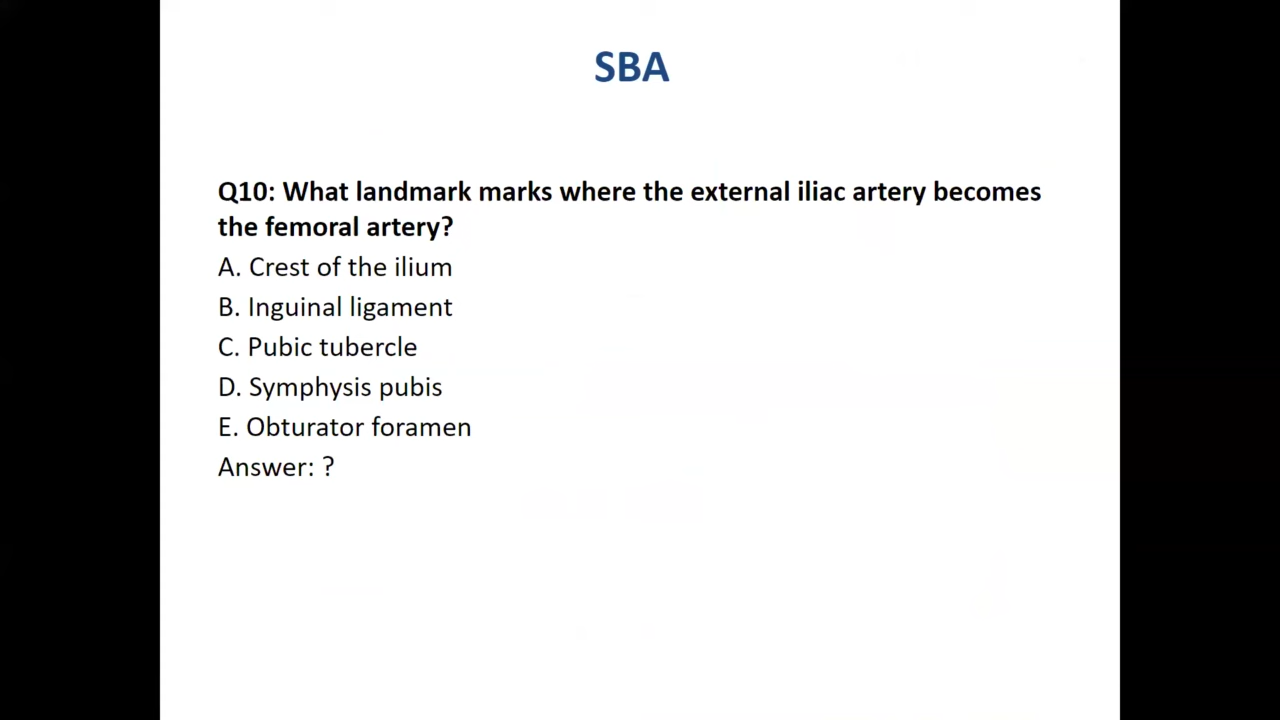 SBA
Q10: What landmark marks where the external iliac artery becomes
the femoral artery?
A. Crest of the ilium
B. Inguinal ligament
C. Pubic tubercle
D. Symphysis pubis
E. Obturator foramen
Answer: ?